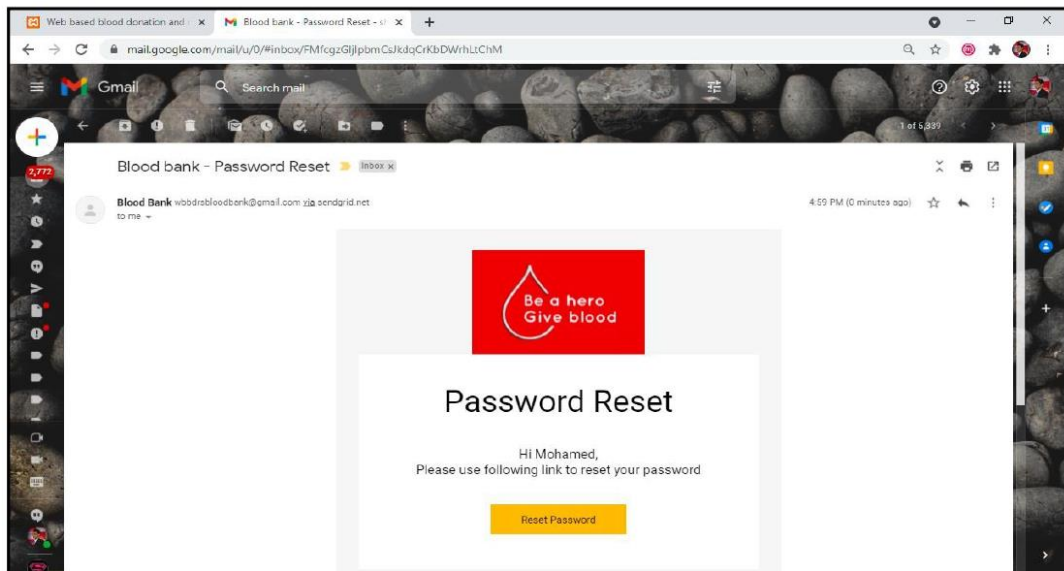 Web based blood donation and
Blood bank - Password Reset - s
mail.google.com/mail/u/0/#inbox/
Gmail
Search mail
1 of 5,339
2,772
Blood bank - Password Reset
Inbox x
Blood Bank wbbdrabloodbank@gmail.com via sendgrid.net
4:59 PM (0 minutes ago)
to me
Be a hero
Give blood
Password Reset
Hi Mohamed,
Please use following link to reset your password
Reset Password